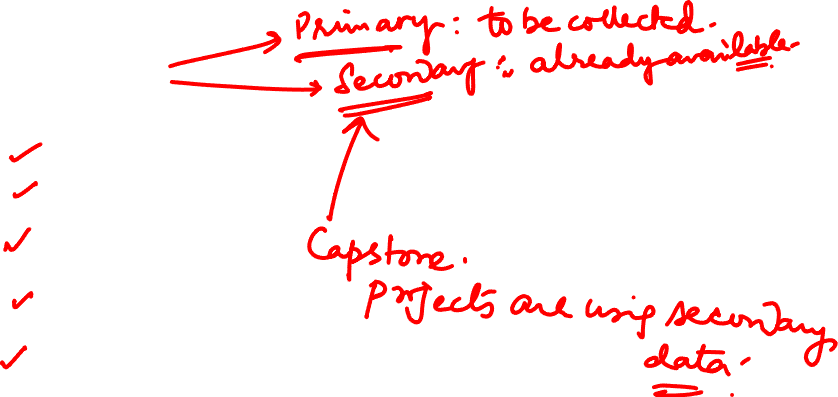 Primary: to be collected.
Secondary: already available.
Capstone.
Projects are using secondary
data.